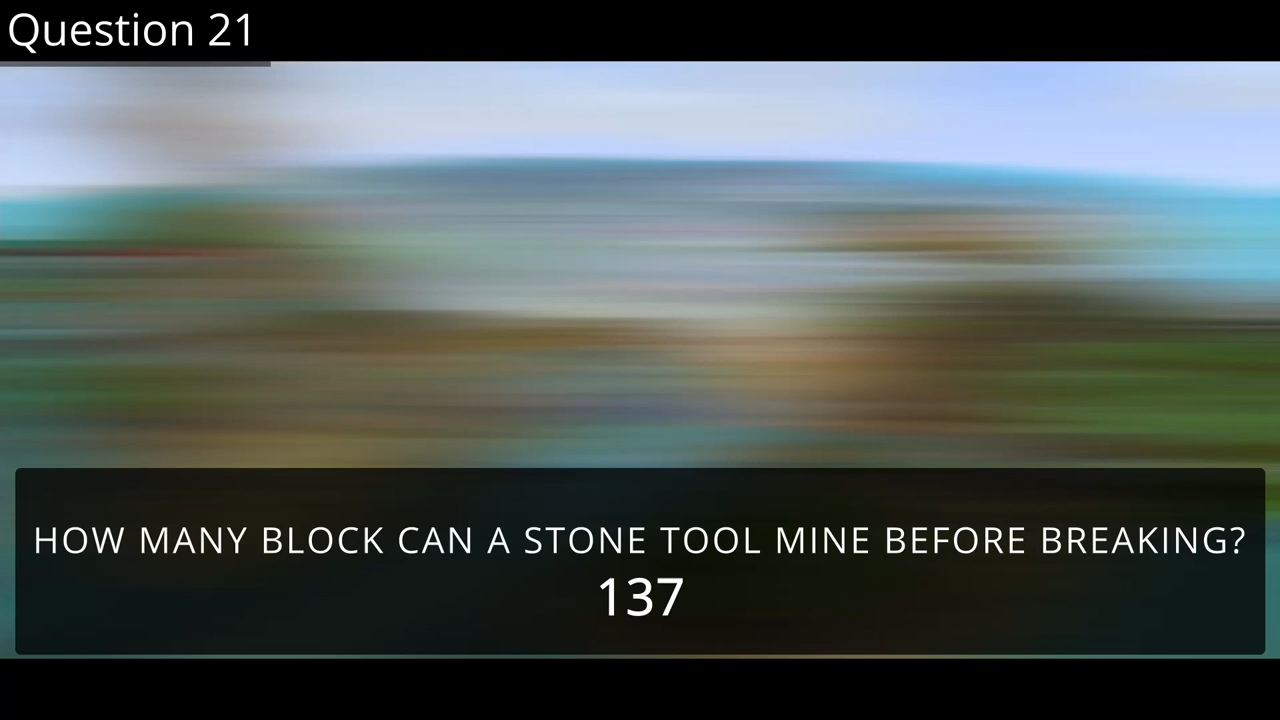 Question 21
HOW MANY BLOCK CAN A STONE TOOL MINE BEFORE BREAKING?
137